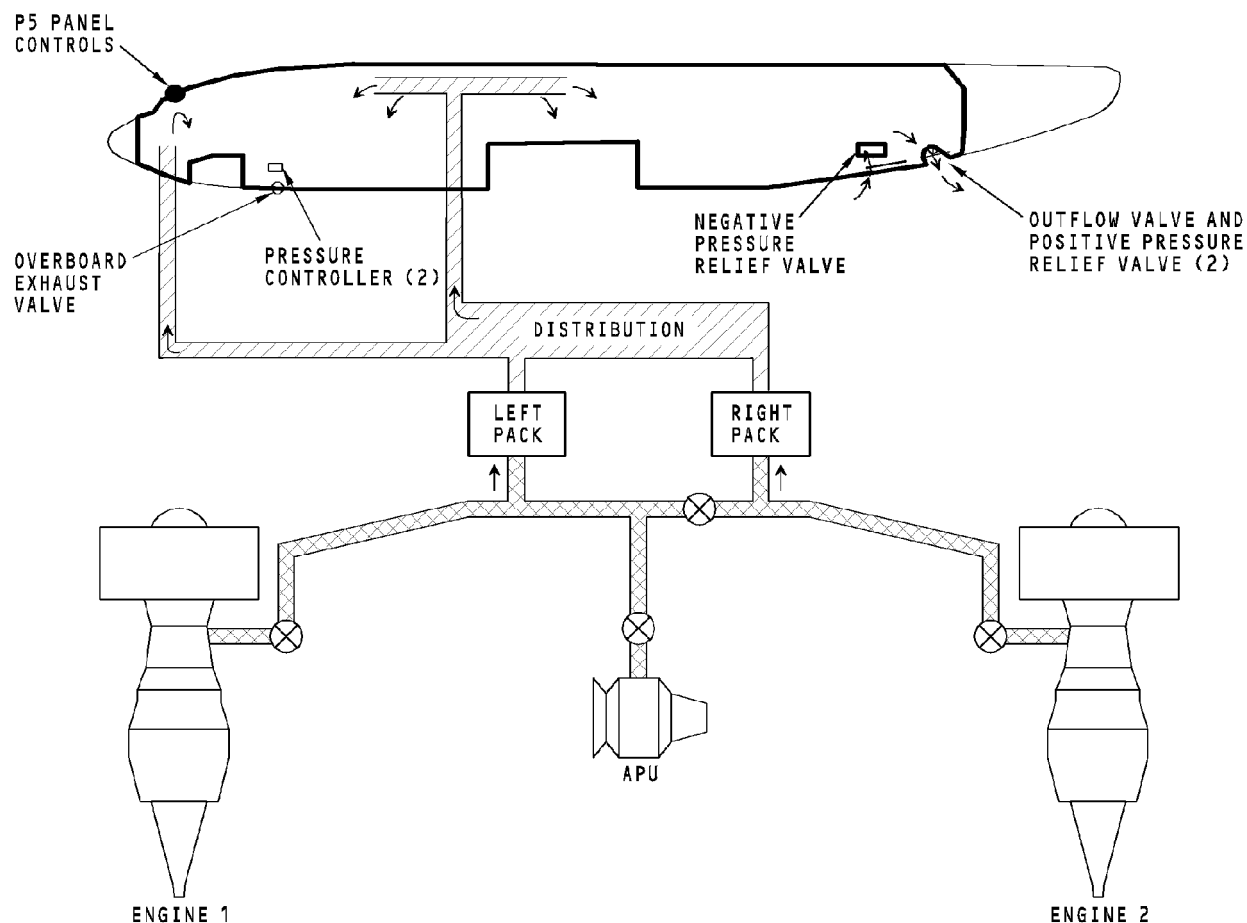 P5 PANEL
CONTROLS
OVERBOARD
EXHAUST
VALVE
PRESSURE
CONTROLLER (2)
NEGATIVE
PRESSURE
RELIEF VALVE
OUTFLOW VALVE AND
POSITIVE PRESSURE
RELIEF VALVE (2)
DISTRIBUTION
LEFT
PACK
RIGHT
PACK
APU
ENGINE 1
ENGINE 2